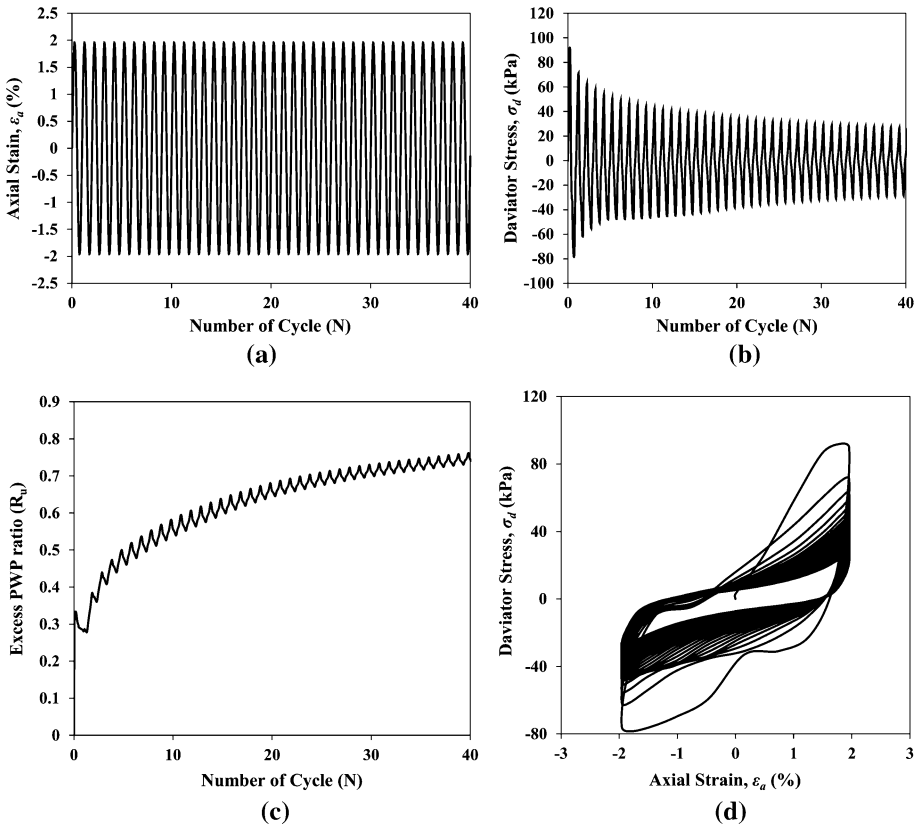 2.5
2
1.5
1
0.5
0
-0.5
-1
-1.5
-2
-2.5
Axial Stain, εa (%)
0 10 20 30 40
Number of Cycle (N)
(a)
120
100
80
60
40
20
0
-20
-40
-60
-80
-100
Daviator Stress, σd (kPa)
0 10 20 30 40
Number of Cycle (N)
(b)
0.9
0.8
0.7
0.6
0.5
0.4
0.3
0.2
0.1
0
Excess PWP ratio (Ru)
0 10 20 30 40
Number of Cycle (N)
(c)
120
80
40
0
-40
-80
Daviator Stress, σd (kPa)
-3 -2 -1 0 1 2 3
Axial Strain, εa (%)
(d)